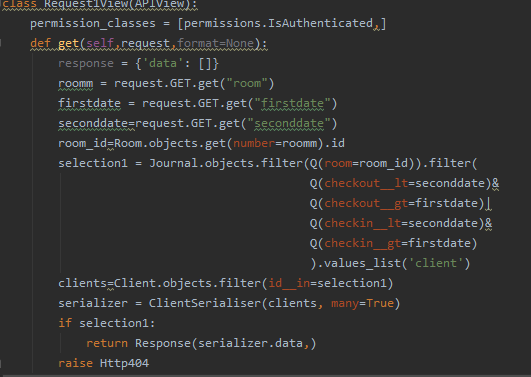 class Request1View(APIView):
    permission_classes = [permissions.IsAuthenticated,]
    def get(self,request,format=None):
        response = {'data': []}
        roomm = request.GET.get("room")
        firstdate = request.GET.get("firstdate")
        seconddate=request.GET.get("seconddate")
        room_id=Room.objects.get(number=roomm).id
        selection1 = Journal.objects.filter(Q(room=room_id)).filter(
                                            Q(checkout__lt=seconddate)&
                                            Q(checkout__gt=firstdate)|
                                            Q(checkin__lt=seconddate)&
                                            Q(checkin__gt=firstdate)
                                            ).values_list('client')
        clients=Client.objects.filter(id__in=selection1)
        serializer = ClientSerialiser(clients, many=True)
        if selection1:
            return Response(serializer.data,)
        raise Http404